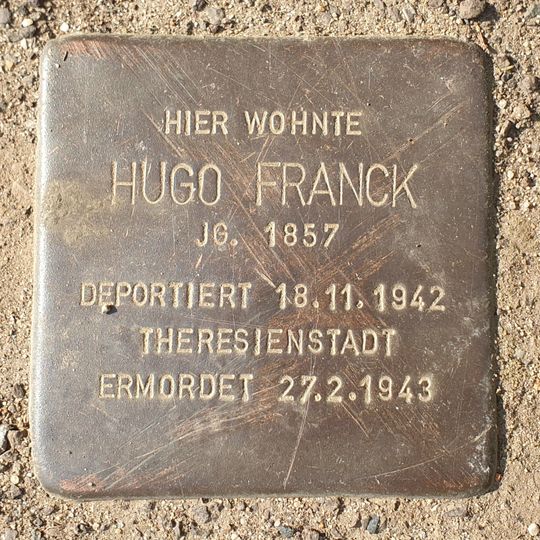 HIER WOHNTE
HUGO FRANCK
JG. 1857
DEPORTIERT 18.11.1942
THERESIENSTADT
ERMORDET 27.2.1943